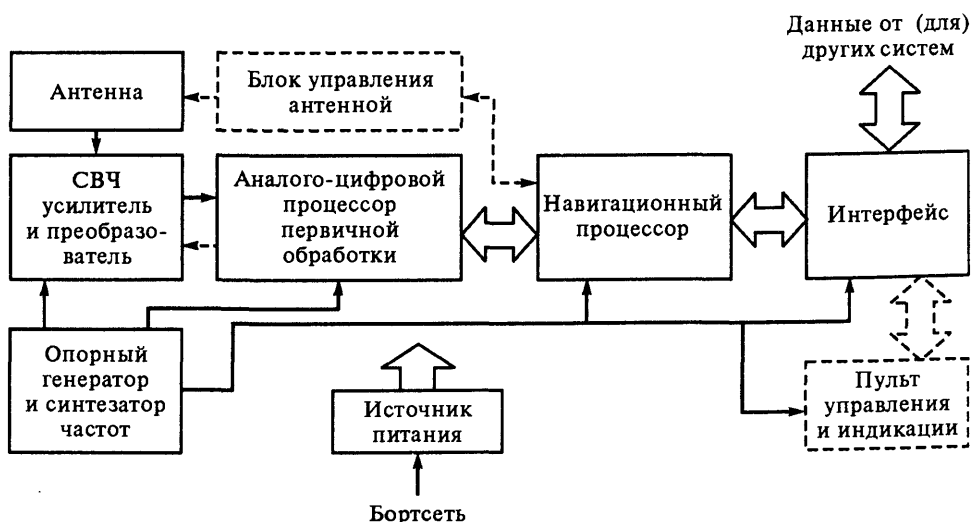 Данные от (для)
других систем
Антенна
Блок управления
антенной
СВЧ
усилитель
и преобразо-
ватель
Аналого-цифровой
процессор
первичной
обработки
Навигационный
процессор
Интерфейс
Опорный
генератор
и синтезатор
частот
Источник
питания
Пульт
управления
и индикации
Бортсеть